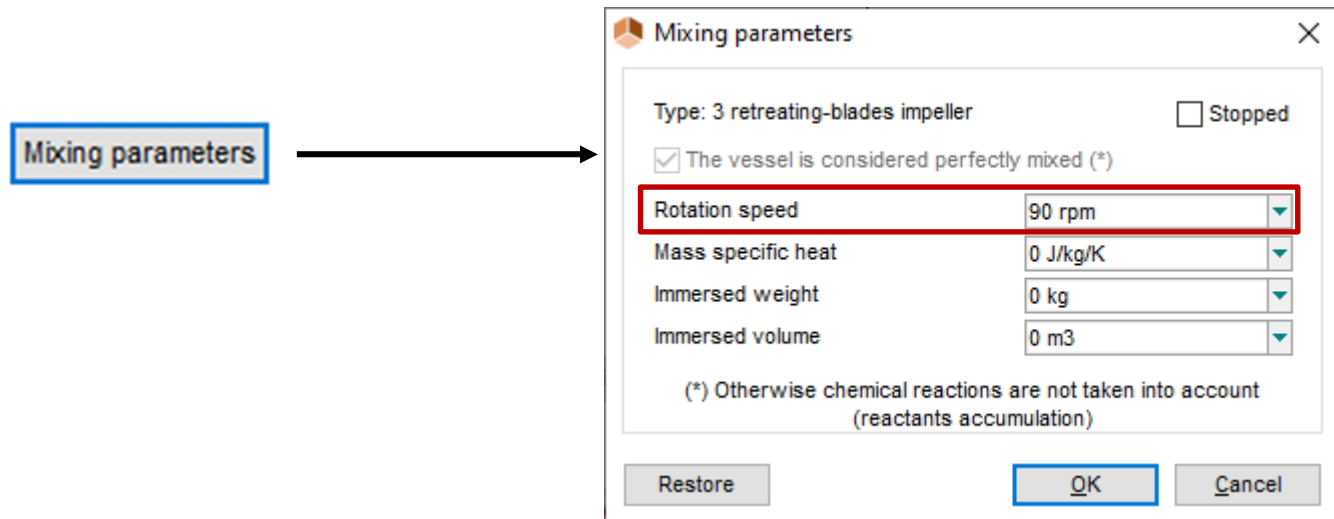 Mixing parameters
Mixing parameters
Type: 3 retreating-blades impeller
Stopped
The vessel is considered perfectly mixed (*)
Rotation speed 90 rpm
Mass specific heat 0 J/kg/K
Immersed weight 0 kg
Immersed volume 0 m3
(*) Otherwise chemical reactions are not taken into account
(reactants accumulation)
Restore OK Cancel